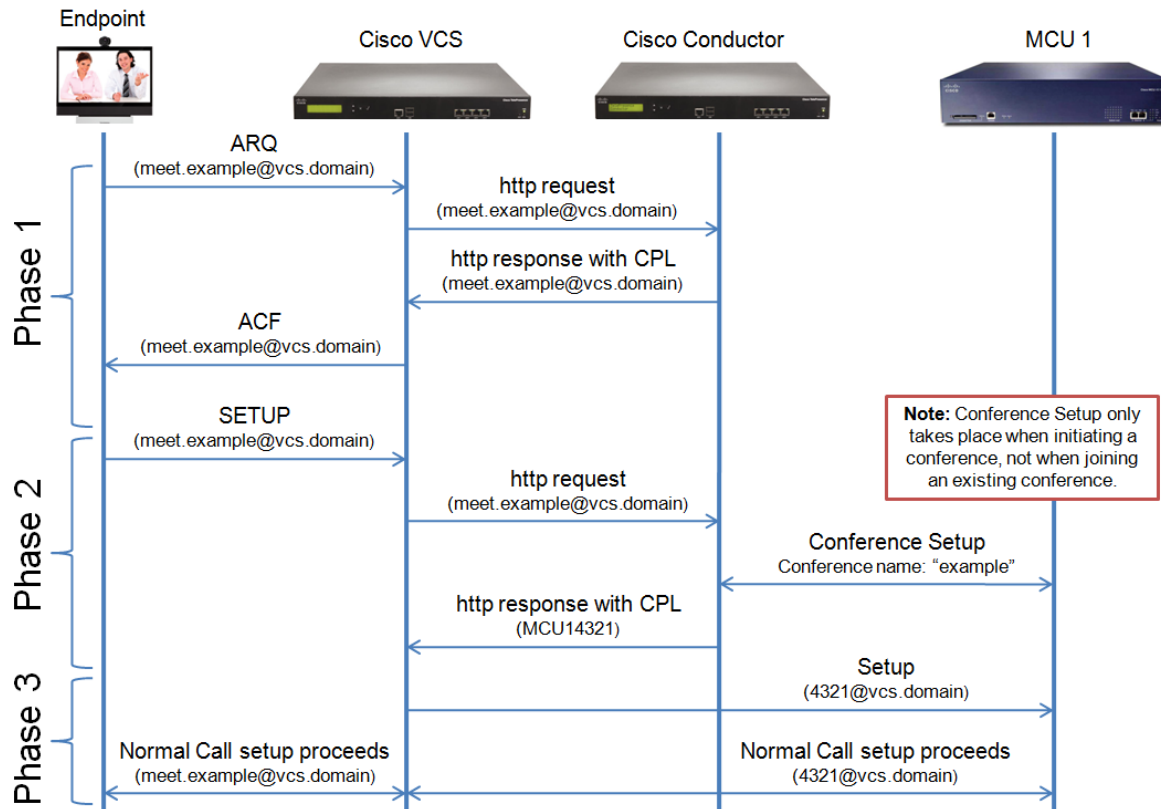 Endpoint
Cisco VCS
Cisco Conductor
MCU 1
Phase 1
ARQ
(meet.example@vcs.domain)
http request
(meet.example@vcs.domain)
http response with CPL
(meet.example@vcs.domain)
ACF
(meet.example@vcs.domain)
Phase 2
SETUP
(meet.example@vcs.domain)
Note: Conference Setup only
takes place when initiating a
conference, not when joining
an existing conference.
http request
(meet.example@vcs.domain)
Conference Setup
Conference name: “example”
http response with CPL
(MCU14321)
Phase 3
Setup
(4321@vcs.domain)
Normal Call setup proceeds
(meet.example@vcs.domain)
Normal Call setup proceeds
(4321@vcs.domain)